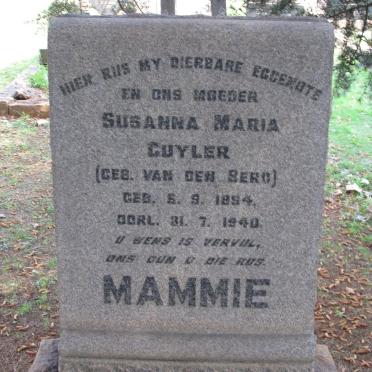 HIER RUS MY DIERBARE EGGENOTE
EN ONS MOEDER
SUSANNA MARIA
CUYLER
(GEB. VAN DEN BERG)
GEB. 5. 9. 1894.
OORL. 31. 7. 1940.
U WENS IS VERVUL,
ONS GUN U DIE RUS.
MAMMIE